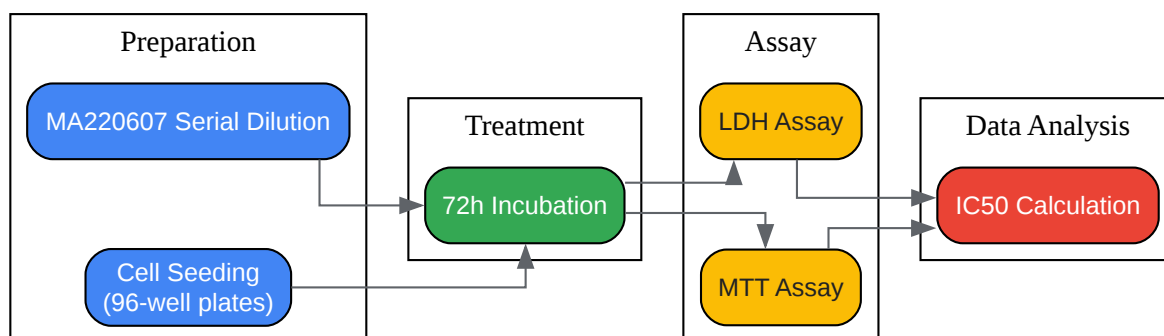 Preparation
MA220607 Serial Dilution
Cell Seeding
(96-well plates)
Treatment
72h Incubation
Assay
LDH Assay
MTT Assay
Data Analysis
IC50 Calculation